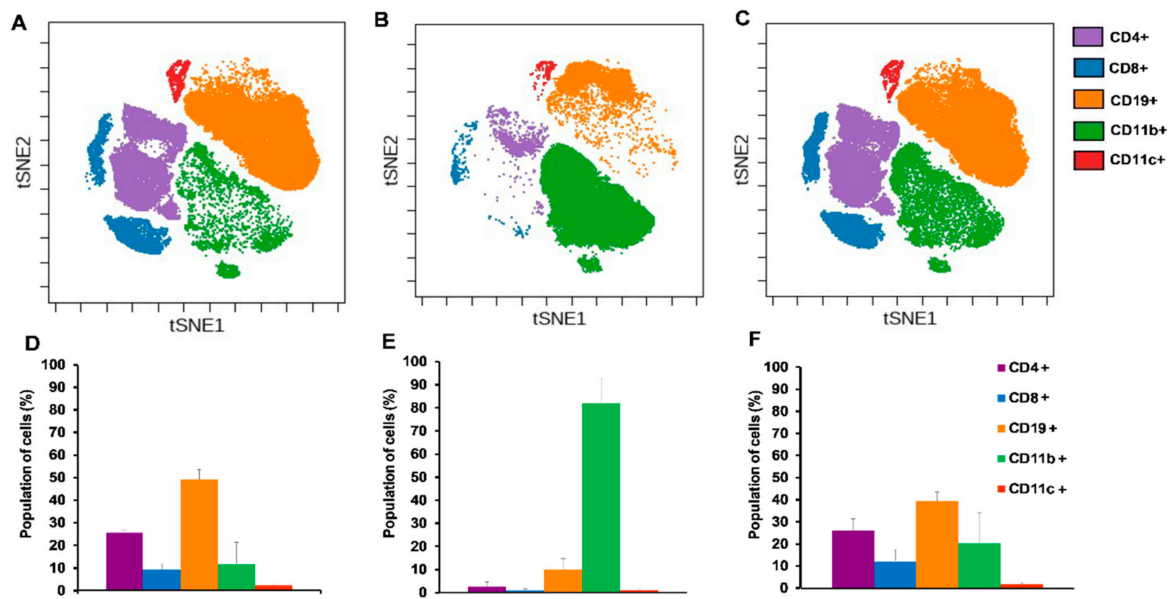 A
tSNE2
tSNE1
B
tSNE2
tSNE1
C
tSNE2
tSNE1
CD4+
CD8+
CD19+
CD11b+
CD11c+
D
Population of cells (%)
100
90
80
70
60
50
40
30
20
10
0
E
Population of cells (%)
100
90
80
70
60
50
40
30
20
10
0
F
Population of cells (%)
100
90
80
70
60
50
40
30
20
10
0
CD4 +
CD8 +
CD19 +
CD11b +
CD11c +